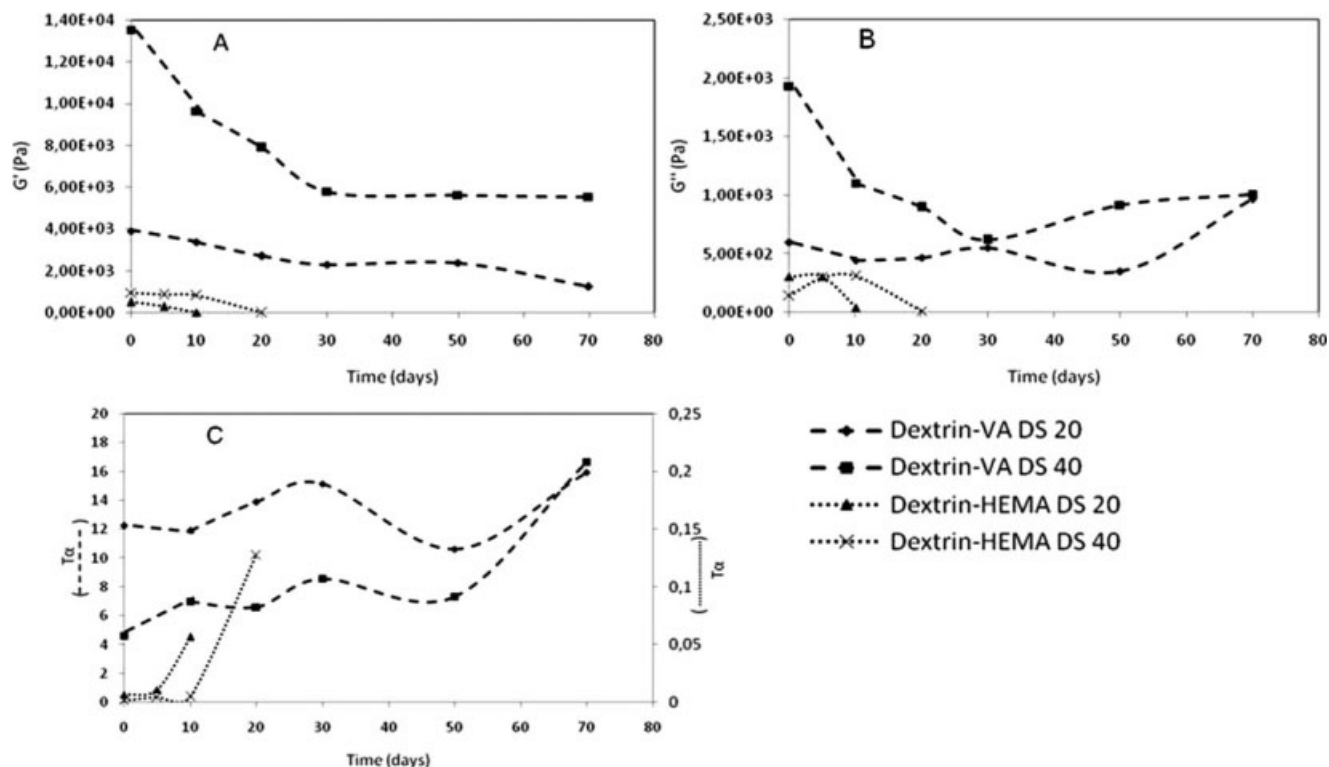 A
G' (Pa)
1,40E+04
1,20E+04
1,00E+04
8,00E+03
6,00E+03
4,00E+03
2,00E+03
0,00E+00
0 10 20 30 40 50 60 70 80
Time (days)
B
G'' (Pa)
2,50E+03
2,00E+03
1,50E+03
1,00E+03
5,00E+02
0,00E+00
0 10 20 30 40 50 60 70 80
Time (days)
C
(--- Tα ---)
20
18
16
14
12
10
8
6
4
2
0
0,25
0,2
0,15
0,1
0,05
0
(········ Tα ········)
0 10 20 30 40 50 60 70 80
Time (days)
Dextrin-VA DS 20
Dextrin-VA DS 40
Dextrin-HEMA DS 20
Dextrin-HEMA DS 40